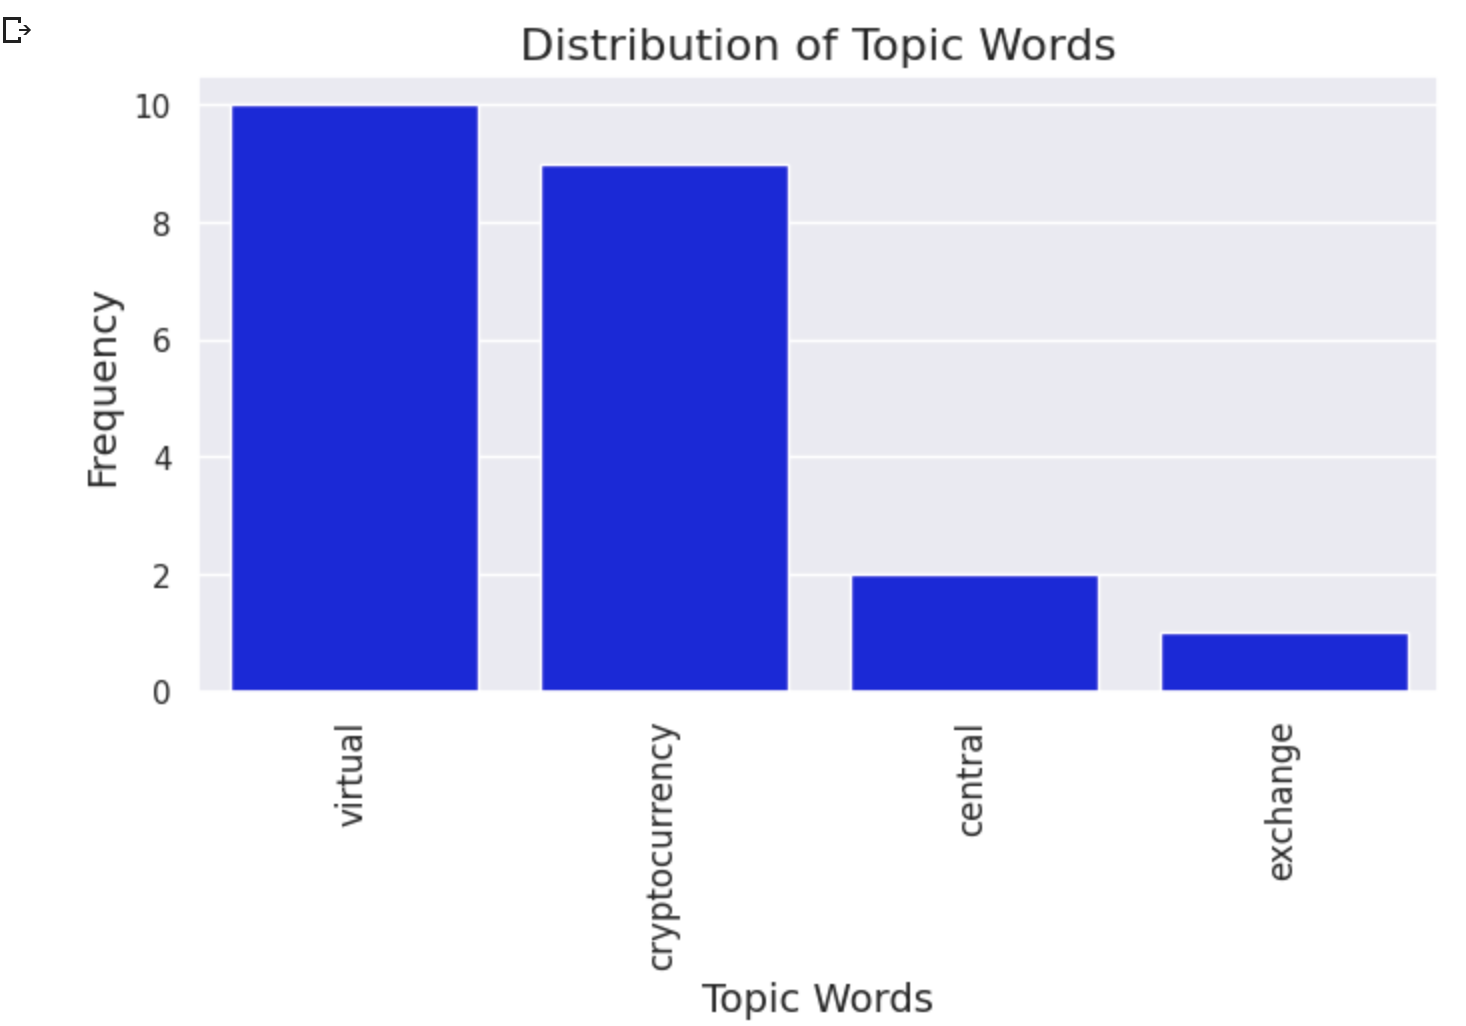 Distribution of Topic Words
Frequency
10
8
6
4
2
0
virtual
cryptocurrency
central
exchange
Topic Words